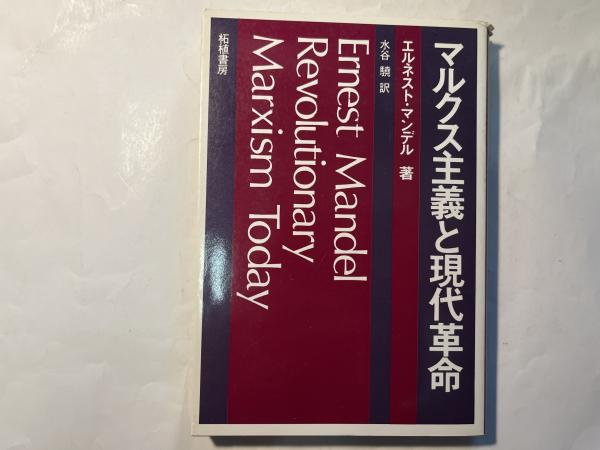 マルクス主義と現代革命
エルネスト・マンデル 著
水谷 驍 訳
Ernest Mandel
Revolutionary
Marxism Today
柘植書房